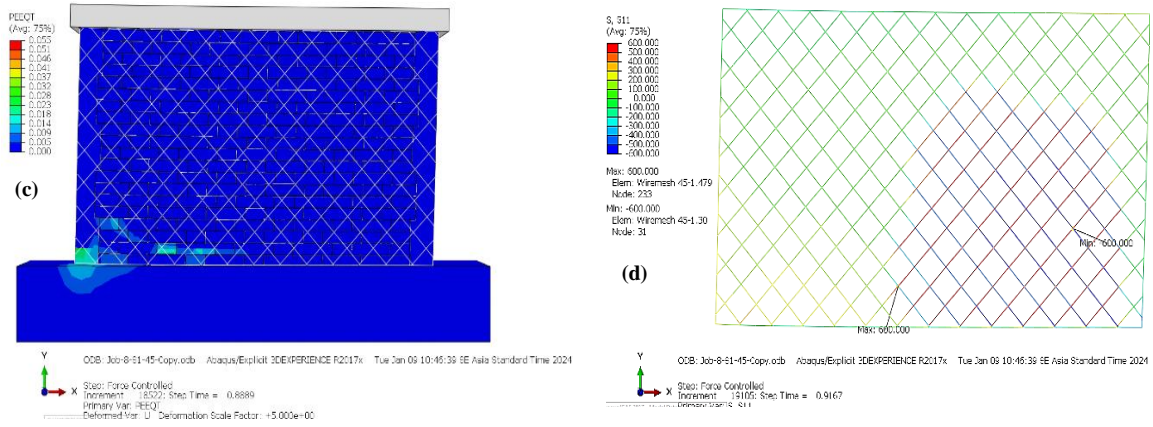 PEEQT
(Avg: 75%)
0.055
0.051
0.046
0.041
0.037
0.032
0.028
0.023
0.018
0.014
0.009
0.005
0.000
(c)
Y
X
ODB: Job-8-61-45-Copy.odb Abaqus/Explicit 3DEXPERIENCE R2017x Tue Jan 09 10:46:39 SE Asia Standard Time 2024
Step: Force Controlled
Increment 18522: Step Time = 0.8889
Primary Var: PEEQT
Deformed Var: U Deformation Scale Factor: +5.000e+00
S, S11
(Avg: 75%)
600.000
500.000
400.000
300.000
200.000
100.000
0.000
-100.000
-200.000
-300.000
-400.000
-500.000
-600.000
Max: 600.000
Elem: Wiremesh 45-1.479
Node: 233
Min: -600.000
Elem: Wiremesh 45-1.30
Node: 31
(d)
Min: -600.000
Max: 600.000
Y
X
ODB: Job-8-61-45-Copy.odb Abaqus/Explicit 3DEXPERIENCE R2017x Tue Jan 09 10:46:39 SE Asia Standard Time 2024
Step: Force Controlled
Increment 19105: Step Time = 0.9167
Primary Var: S, S11